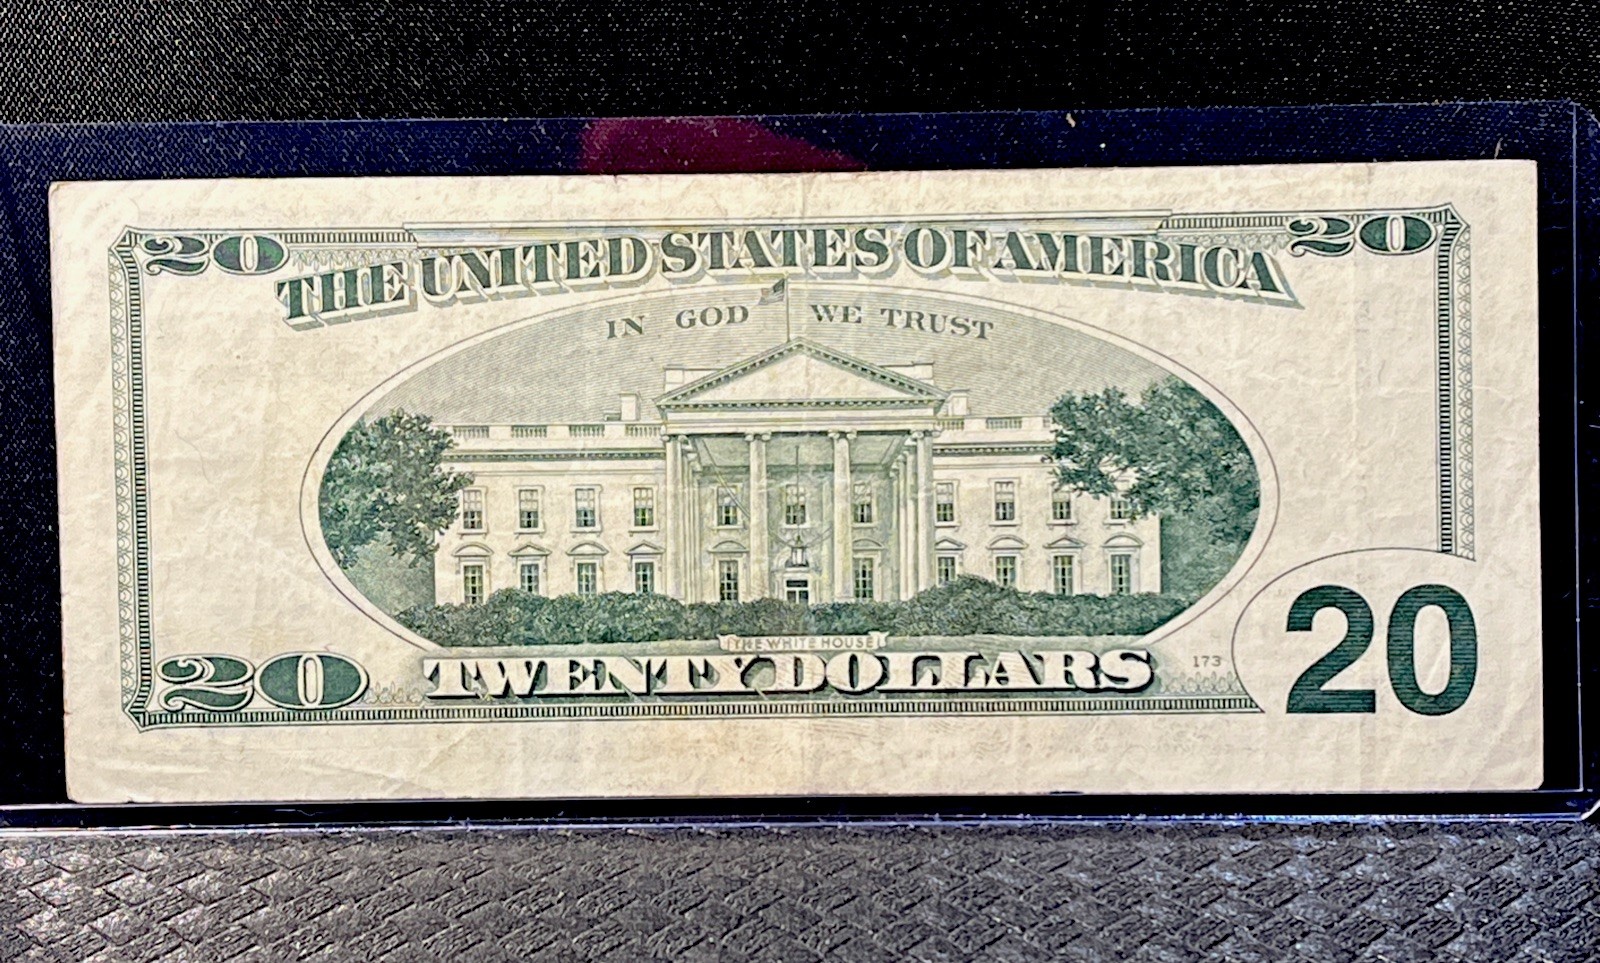 20 THE UNITED STATES OF AMERICA 20
IN GOD WE TRUST
THE WHITE HOUSE
20 TWENTY DOLLARS 173 20